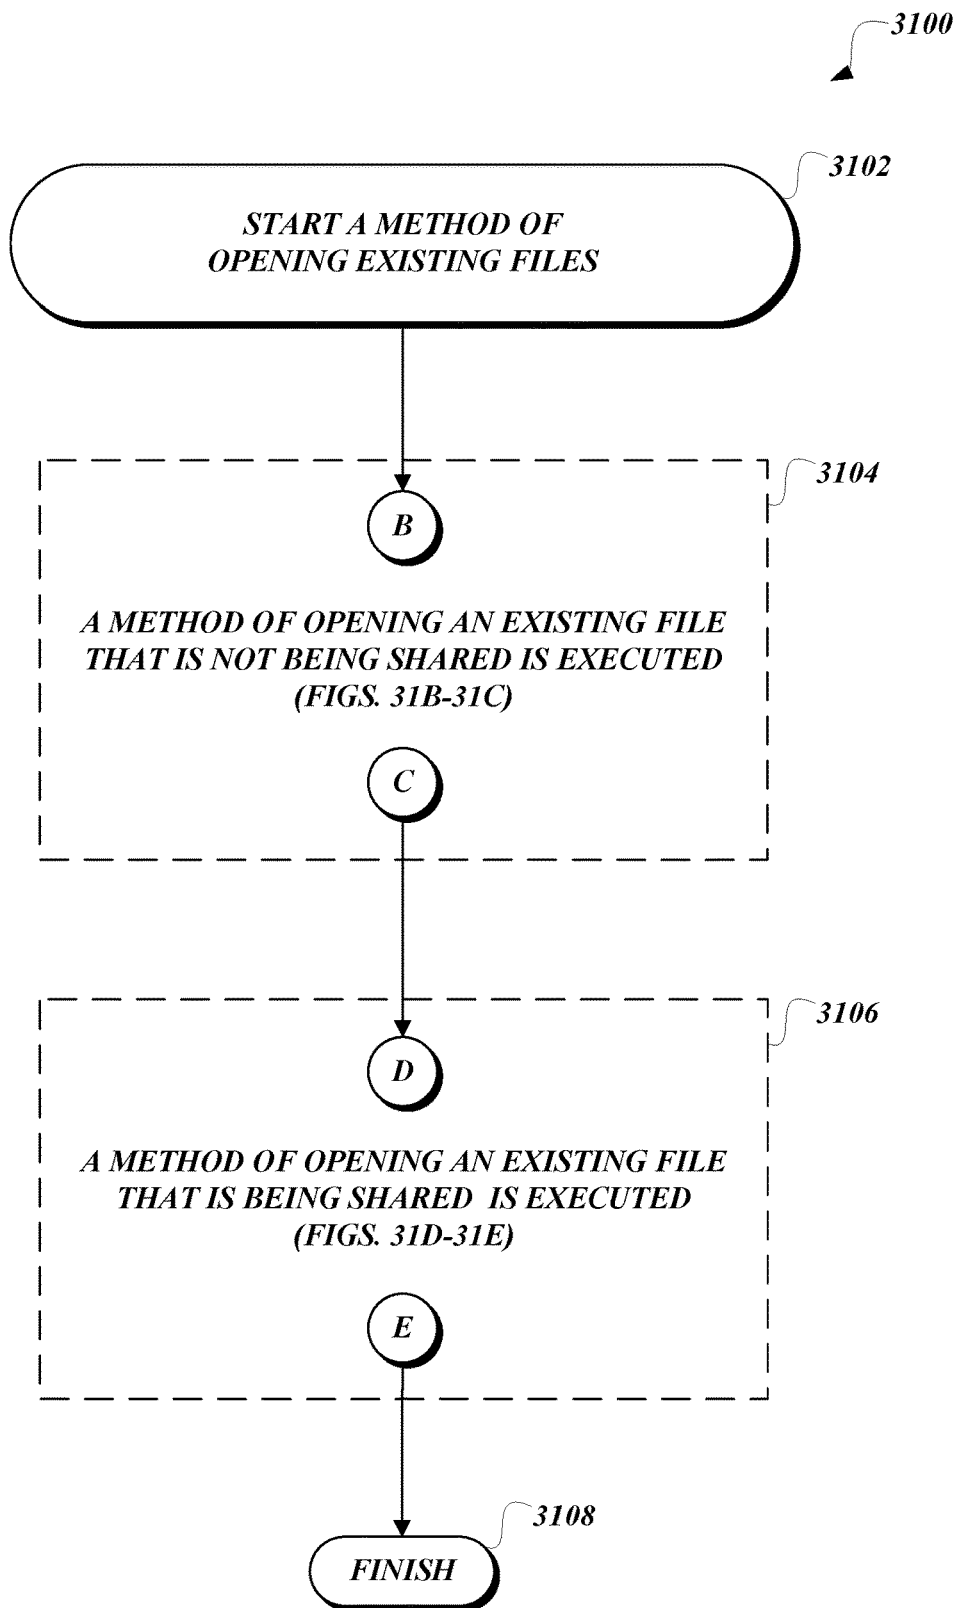 3100
3102
START A METHOD OF
OPENING EXISTING FILES
3104
B
A METHOD OF OPENING AN EXISTING FILE
THAT IS NOT BEING SHARED IS EXECUTED
(FIGS. 31B-31C)
C
3106
D
A METHOD OF OPENING AN EXISTING FILE
THAT IS BEING SHARED IS EXECUTED
(FIGS. 31D-31E)
E
3108
FINISH